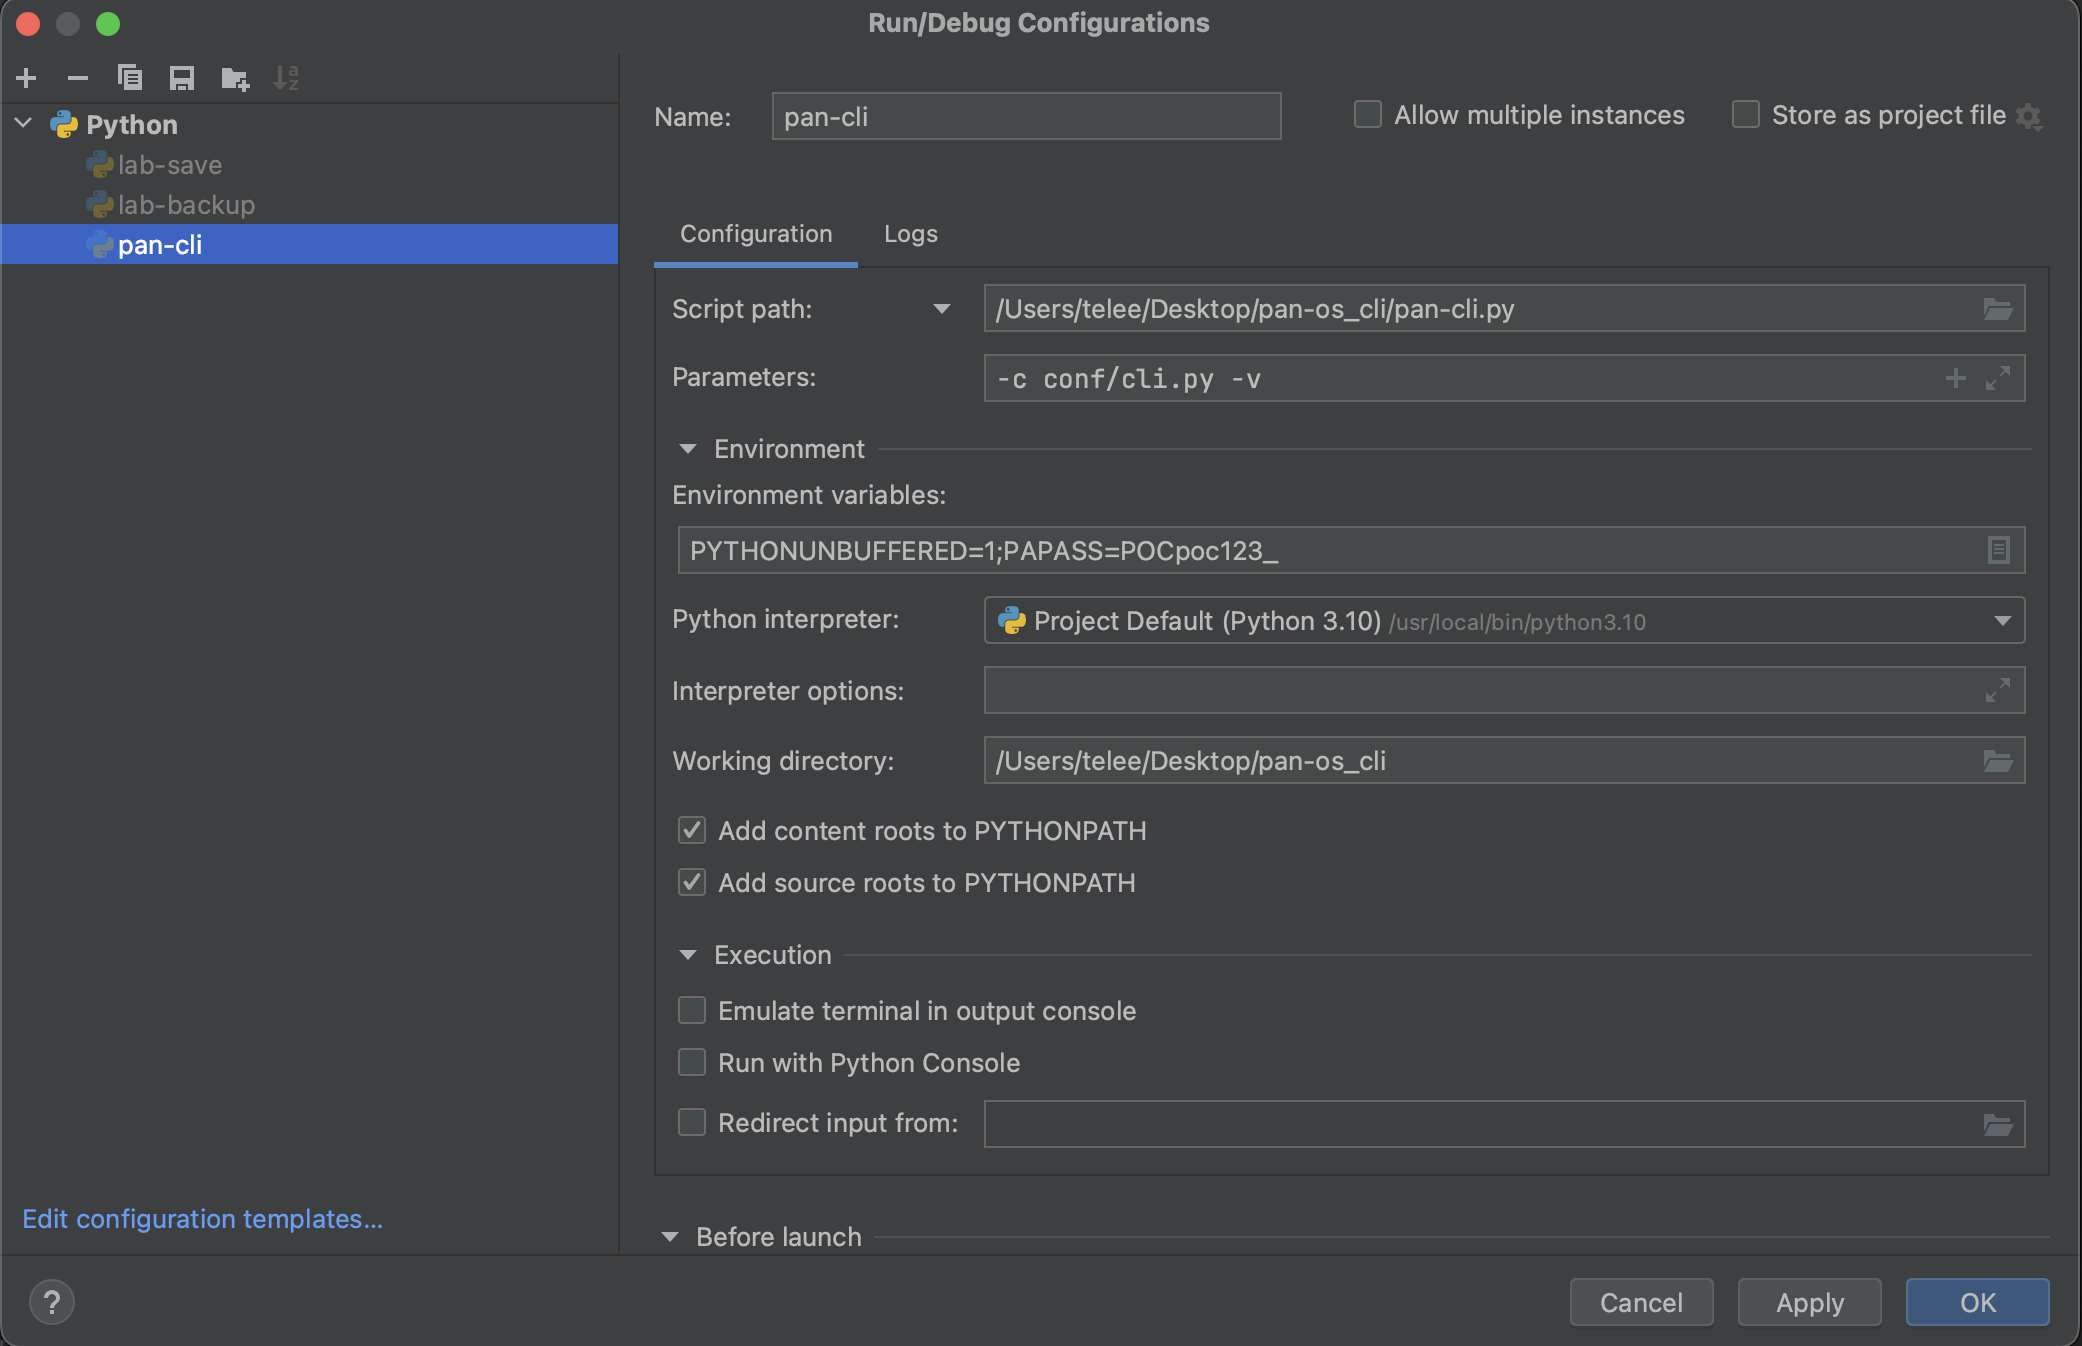 Run/Debug Configurations
Python
lab-save
lab-backup
pan-cli
Edit configuration templates...
Name: pan-cli Allow multiple instances Store as project file
Configuration Logs
Script path: /Users/telee/Desktop/pan-os_cli/pan-cli.py
Parameters: -c conf/cli.py -v
Environment
Environment variables:
PYTHONUNBUFFERED=1;PAPASS=POCpoc123_
Python interpreter: Project Default (Python 3.10) /usr/local/bin/python3.10
Interpreter options:
Working directory: /Users/telee/Desktop/pan-os_cli
Add content roots to PYTHONPATH
Add source roots to PYTHONPATH
Execution
Emulate terminal in output console
Run with Python Console
Redirect input from:
Before launch
? Cancel Apply OK